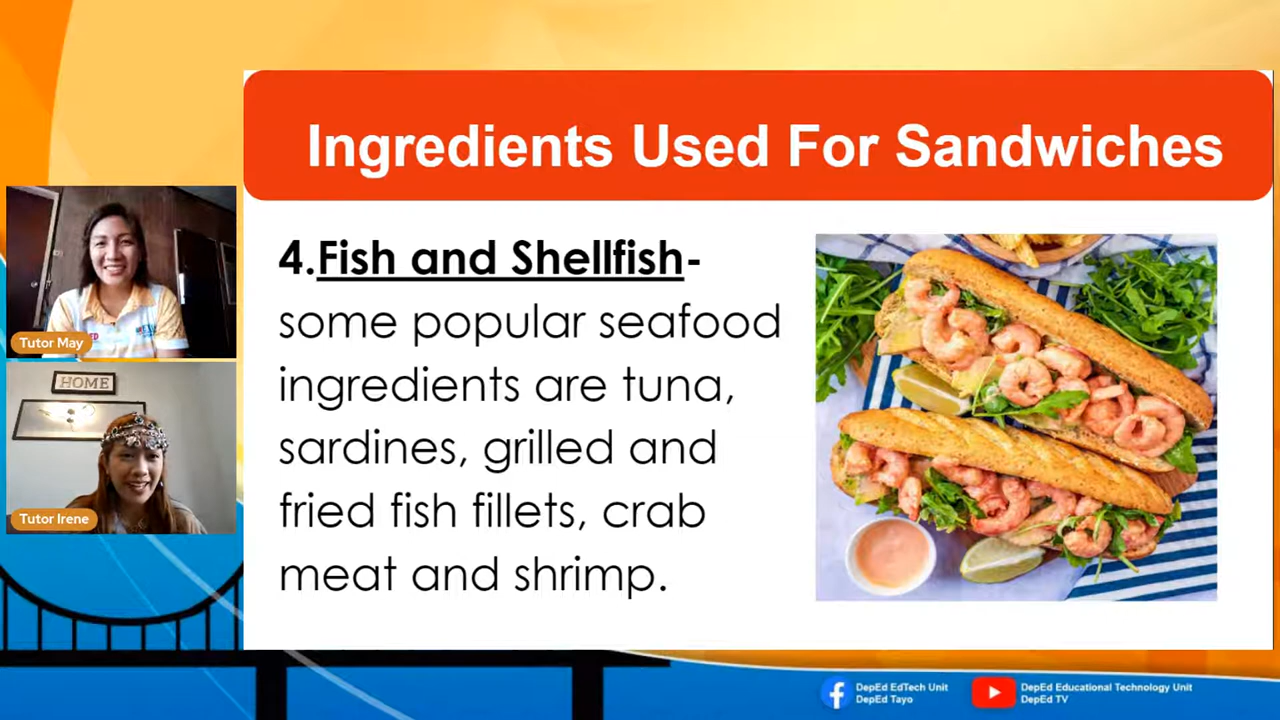 Ingredients Used For Sandwiches
4.Fish and Shellfish-
some popular seafood
ingredients are tuna,
sardines, grilled and
fried fish fillets, crab
meat and shrimp.
Tutor May
HOME
Tutor Irene
DepEd EdTech Unit
DepEd Tayo
DepEd Educational Technology Unit
DepEd TV